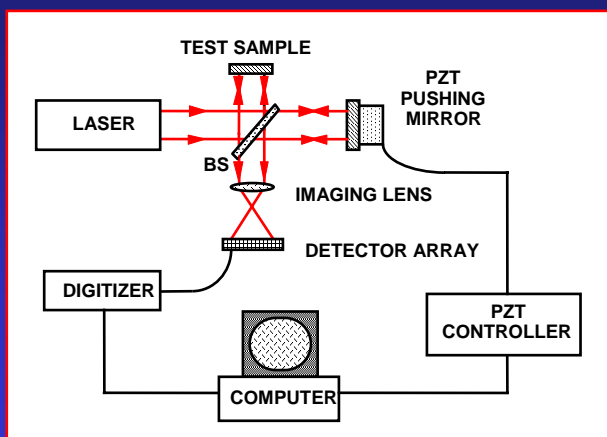 TEST SAMPLE
PZT
PUSHING
MIRROR
LASER
BS
IMAGING LENS
DETECTOR ARRAY
DIGITIZER
PZT
CONTROLLER
COMPUTER